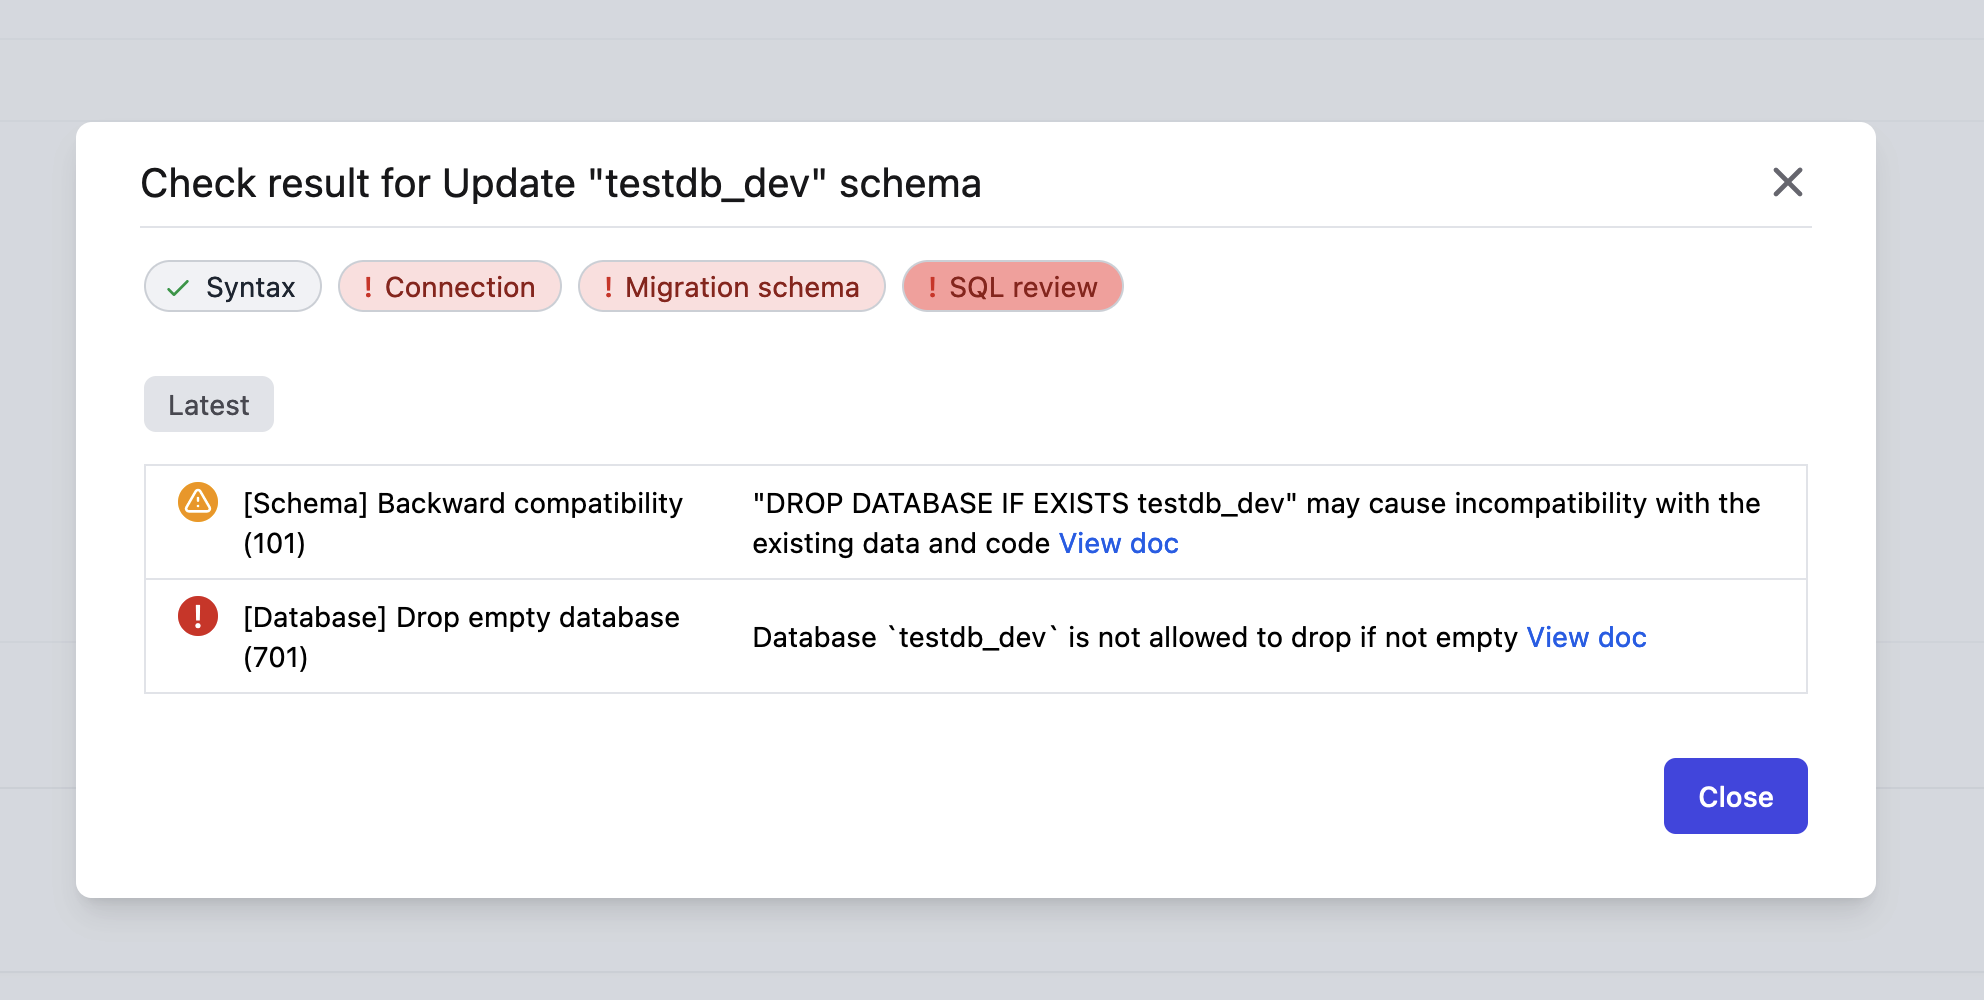 Check result for Update "testdb_dev" schema
Syntax
! Connection
! Migration schema
! SQL review
Latest
[Schema] Backward compatibility
(101)
"DROP DATABASE IF EXISTS testdb_dev" may cause incompatibility with the
existing data and code View doc
[Database] Drop empty database
(701)
Database `testdb_dev` is not allowed to drop if not empty View doc
Close